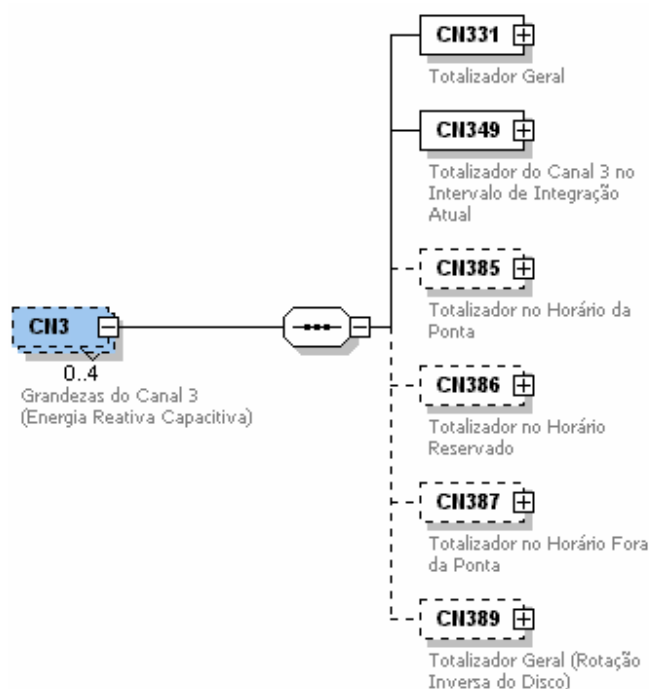 CN331
Totalizador Geral
CN349
Totalizador do Canal 3 no
Intervalo de Integração
Atual
CN385
Totalizador no Horário da
Ponta
CN3
0..4
Grandezas do Canal 3
(Energia Reativa Capacitiva)
CN386
Totalizador no Horário
Reservado
CN387
Totalizador no Horário Fora
da Ponta
CN389
Totalizador Geral (Rotação
Inversa do Disco)